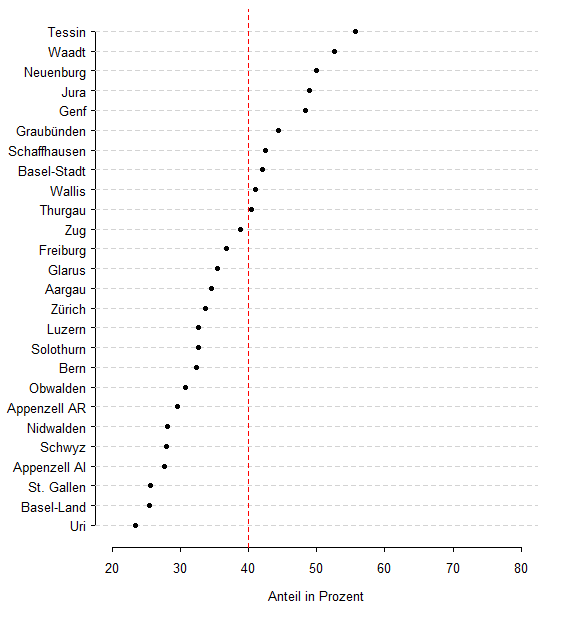 Tessin
Waadt
Neuenburg
Jura
Genf
Graubünden
Schaffhausen
Basel-Stadt
Wallis
Thurgau
Zug
Freiburg
Glarus
Aargau
Zürich
Luzern
Solothurn
Bern
Obwalden
Appenzell AR
Nidwalden
Schwyz
Appenzell AI
St. Gallen
Basel-Land
Uri
20 30 40 50 60 70 80
Anteil in Prozent